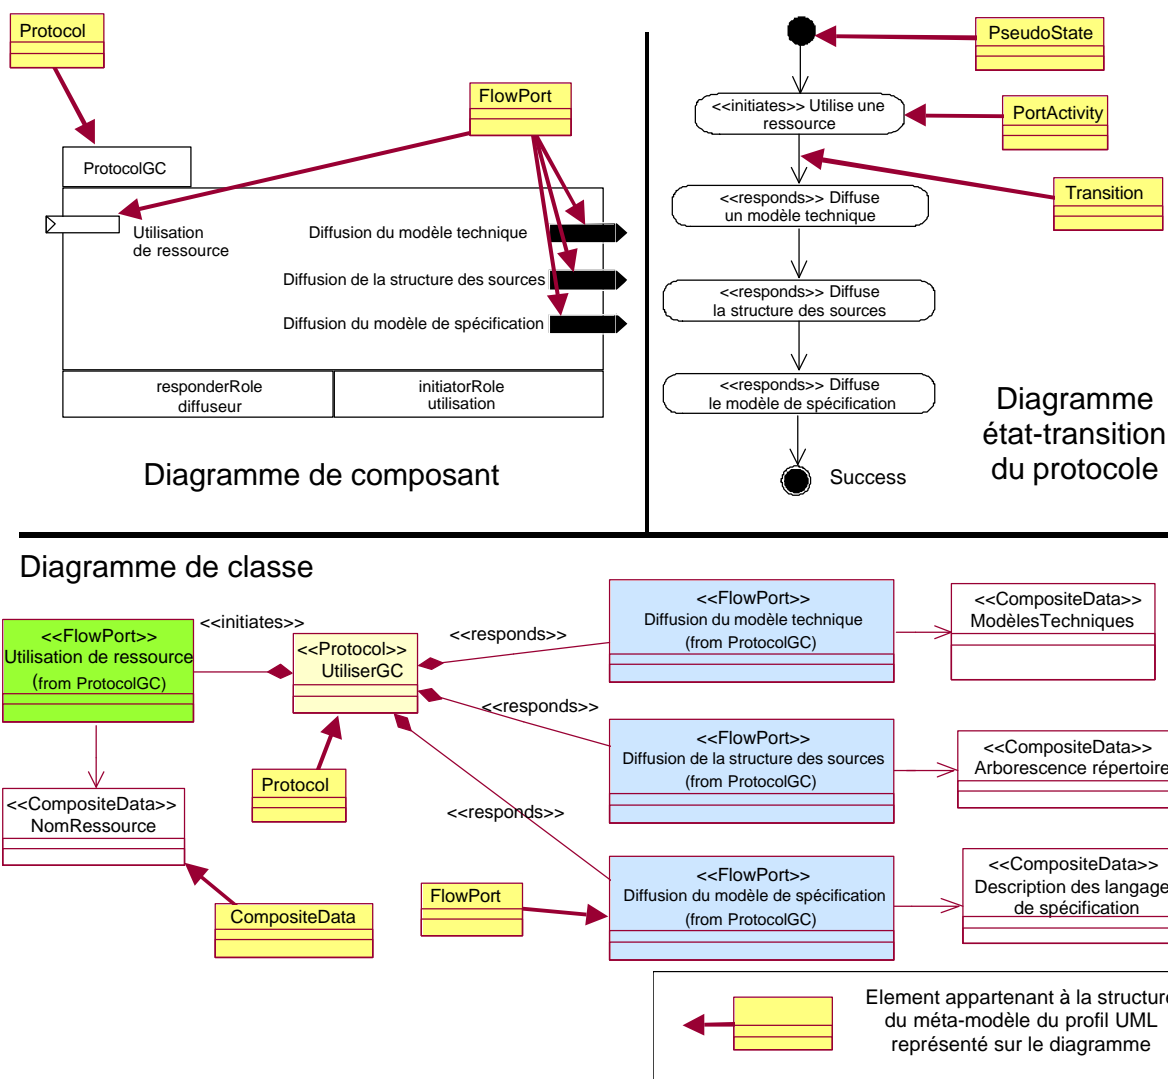 Protocol
FlowPort
ProtocolGC
Utilisation
de ressource
Diffusion du modèle technique
Diffusion de la structure des sources
Diffusion du modèle de spécification
responderRole
diffuseur
initiatorRole
utilisation
Diagramme de composant
PseudoState
<<initiates>> Utilise une
ressource
PortActivity
Transition
<<responds>> Diffuse
un modèle technique
<<responds>> Diffuse
la structure des sources
<<responds>> Diffuse
le modèle de spécification
Success
Diagramme
état-transition
du protocole
Diagramme de classe
<<FlowPort>>
Utilisation de ressource
(from ProtocolGC)
<<initiates>>
<<Protocol>>
UtiliserGC
<<responds>>
<<FlowPort>>
Diffusion du modèle technique
(from ProtocolGC)
<<CompositeData>>
ModèlesTechniques
<<responds>>
<<FlowPort>>
Diffusion de la structure des sources
(from ProtocolGC)
<<CompositeData>>
Arborescence répertoire
Protocol
<<CompositeData>>
NomRessource
<<responds>>
<<FlowPort>>
Diffusion du modèle de spécification
(from ProtocolGC)
<<CompositeData>>
Description des langage
de spécification
FlowPort
CompositeData
Element appartenant à la structure
du méta-modèle du profil UML
représenté sur le diagramme